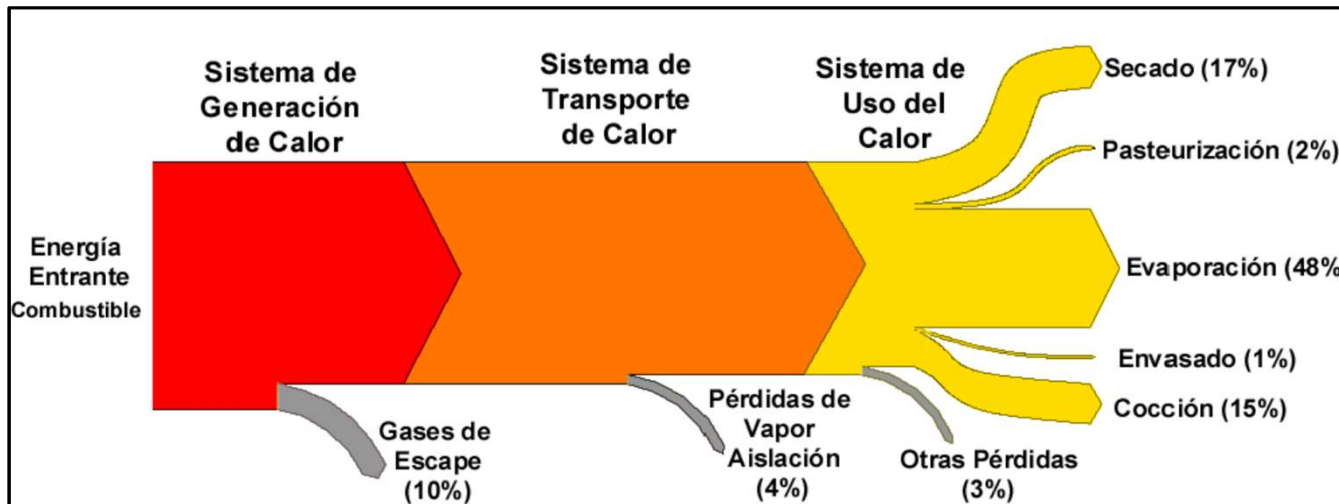 Sistema de
Generación
de Calor
Sistema de
Transporte
de Calor
Sistema de
Uso del
Calor
Secado (17%)
Pasteurización (2%)
Energía
Entrante
Combustible
Evaporación (48%
Envasado (1%)
Cocción (15%)
Gases de
Escape
(10%)
Pérdidas de
Vapor
Aislación
(4%)
Otras Pérdidas
(3%)